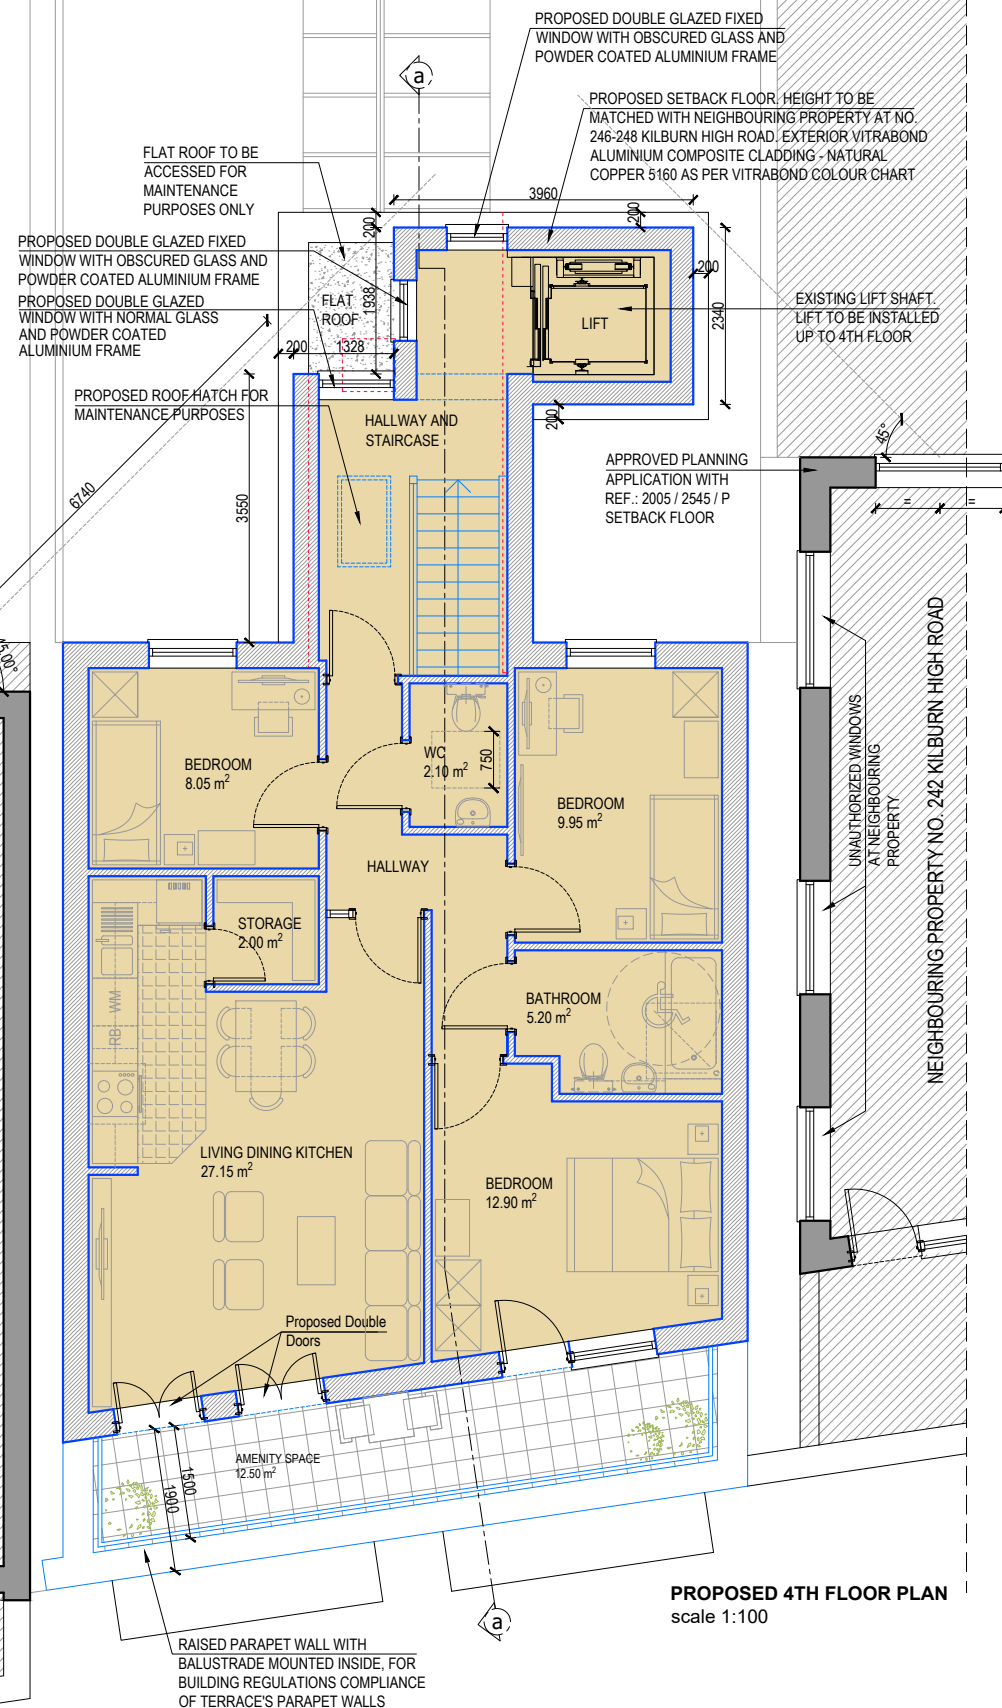 PROPOSED DOUBLE GLAZED FIXED
WINDOW WITH OBSCURED GLASS AND
POWDER COATED ALUMINIUM FRAME
a
PROPOSED SETBACK FLOOR. HEIGHT TO BE
MATCHED WITH NEIGHBOURING PROPERTY AT NO.
246-248 KILBURN HIGH ROAD. EXTERIOR VITRABOND
ALUMINIUM COMPOSITE CLADDING - NATURAL
COPPER 5160 AS PER VITRABOND COLOUR CHART
FLAT ROOF TO BE
ACCESSED FOR
MAINTENANCE
PURPOSES ONLY
3960
200
200
PROPOSED DOUBLE GLAZED FIXED
WINDOW WITH OBSCURED GLASS AND
POWDER COATED ALUMINIUM FRAME
200
PROPOSED DOUBLE GLAZED
WINDOW WITH NORMAL GLASS
AND POWDER COATED
ALUMINIUM FRAME
FLAT
ROOF
1938
LIFT
2340
EXISTING LIFT SHAFT.
LIFT TO BE INSTALLED
UP TO 4TH FLOOR
200
1328
PROPOSED ROOF HATCH FOR
MAINTENANCE PURPOSES
HALLWAY AND
STAIRCASE
200
45°
APPROVED PLANNING
APPLICATION WITH
REF.: 2005 / 2545 / P
SETBACK FLOOR
6740
3550
=
=
45.00°
BEDROOM
8.05 m²
WC
2.10 m²
750
BEDROOM
9.95 m²
UNAUTHORIZED WINDOWS
AT NEIGHBOURING
PROPERTY
NEIGHBOURING PROPERTY NO. 242 KILBURN HIGH ROAD
HALLWAY
STORAGE
2.00 m²
WM
RB
BATHROOM
5.20 m²
LIVING DINING KITCHEN
27.15 m²
BEDROOM
12.90 m²
Proposed Double
Doors
AMENITY SPACE
12.50 m²
1500
1900
PROPOSED 4TH FLOOR PLAN
scale 1:100
a
RAISED PARAPET WALL WITH
BALUSTRADE MOUNTED INSIDE, FOR
BUILDING REGULATIONS COMPLIANCE
OF TERRACE'S PARAPET WALLS